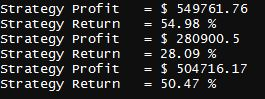 Strategy Profit   = $ 549761.76
Strategy Return   = 54.98 %
Strategy Profit   = $ 280900.5
Strategy Return   = 28.09 %
Strategy Profit   = $ 504716.17
Strategy Return   = 50.47 %